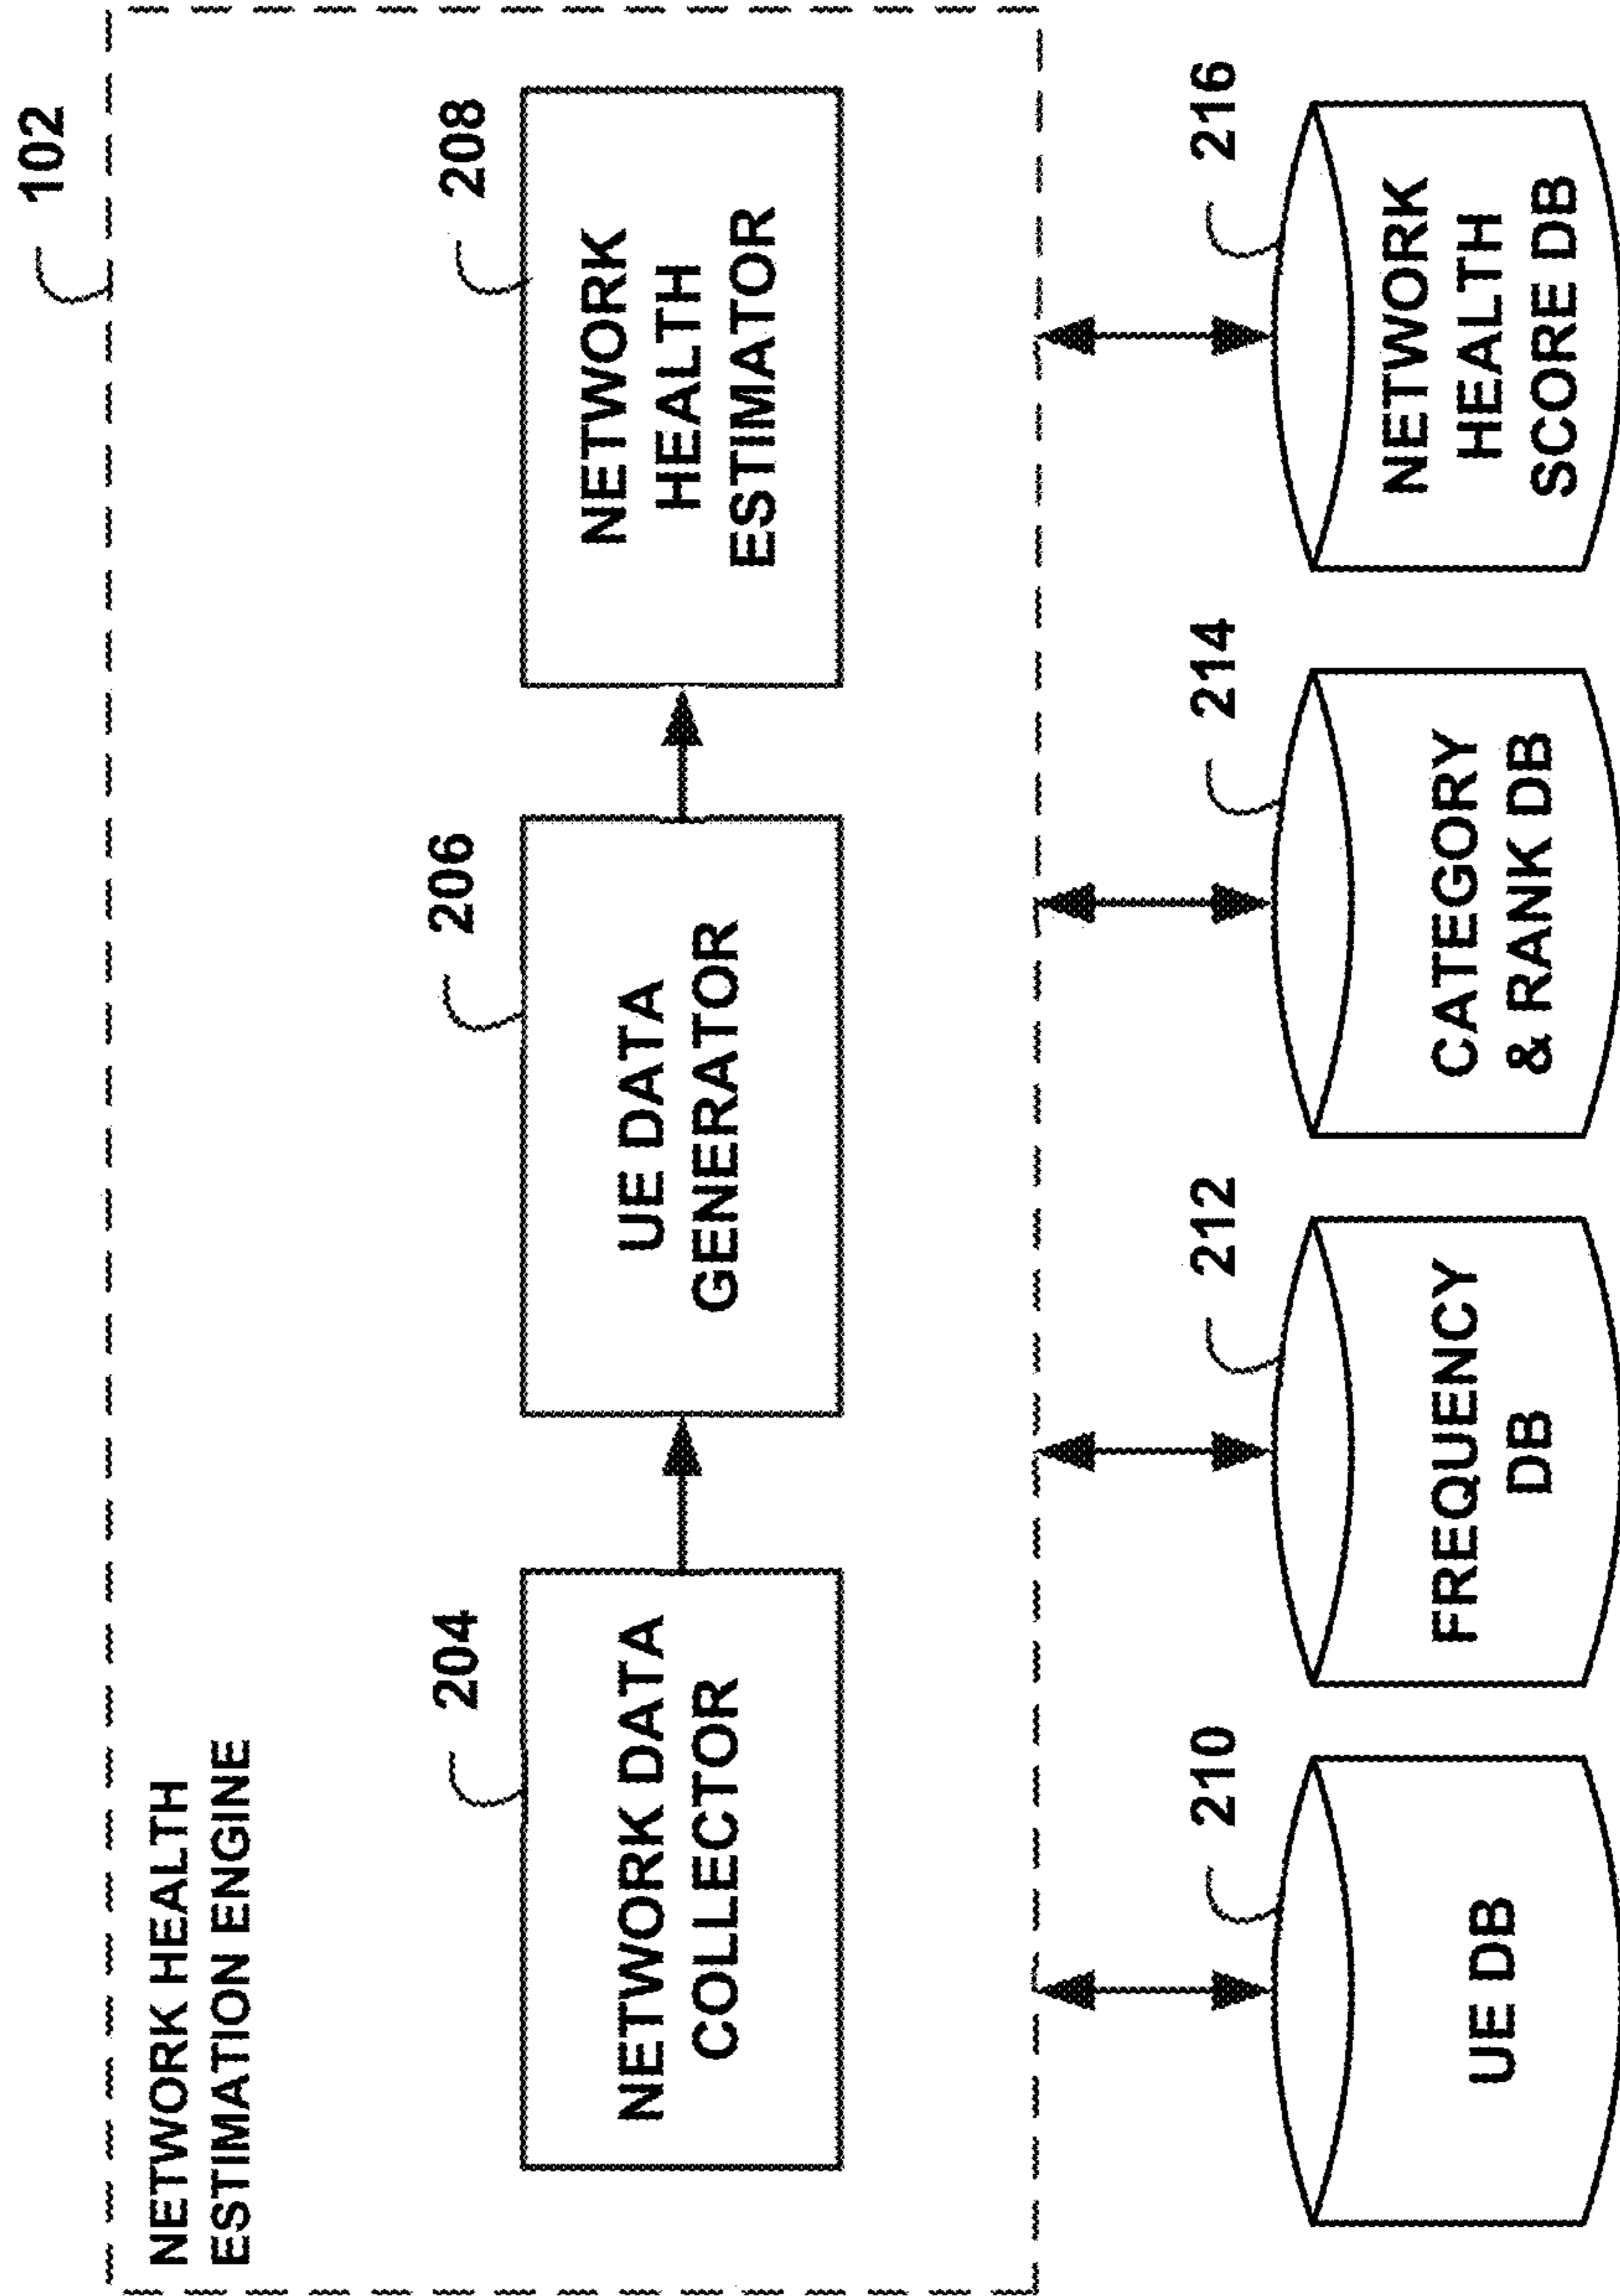 102
NETWORK HEALTH
ESTIMATION ENGINE
204
NETWORK DATA
COLLECTOR
206
UE DATA
GENERATOR
208
NETWORK
HEALTH
ESTIMATOR
210
UE DB
212
FREQUENCY
DB
214
CATEGORY
& RANK DB
216
NETWORK
HEALTH
SCORE DB